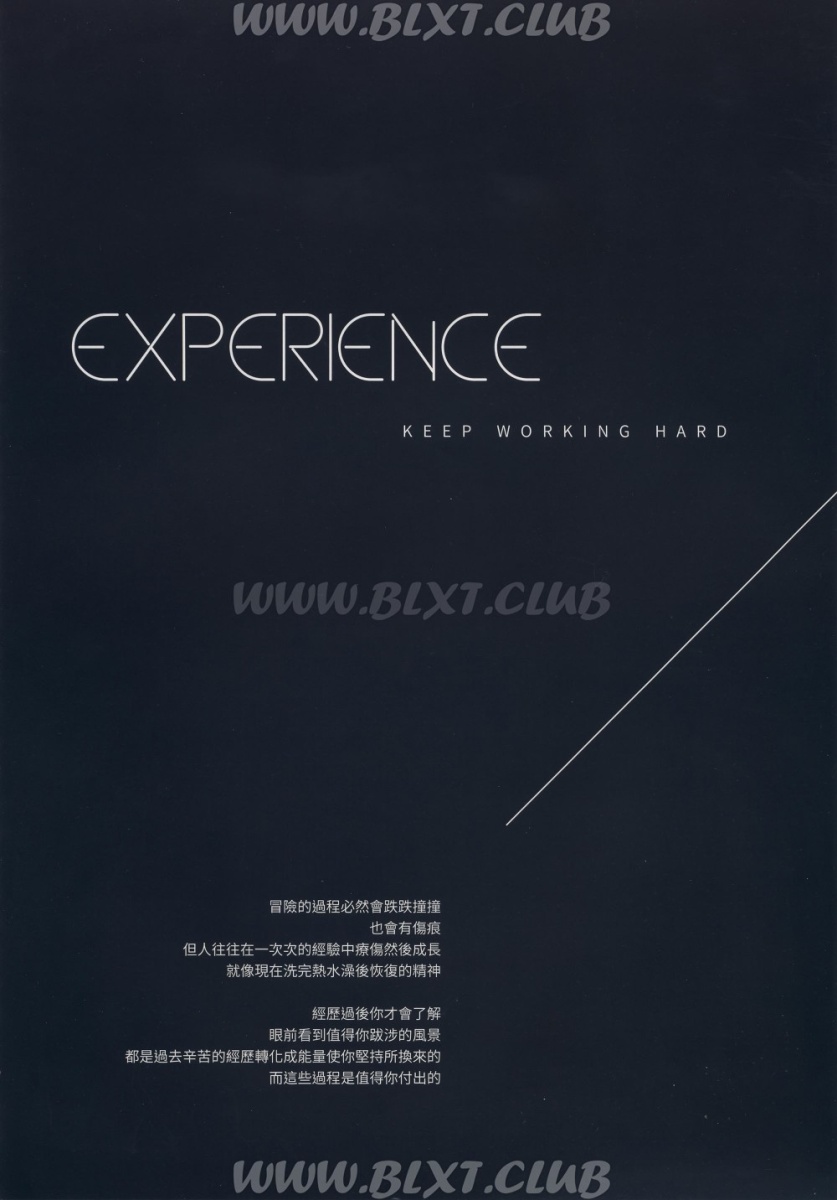 WWW.BLXT.CLUB
EXPERIENCE
KEEP WORKING HARD
WWW.BLXT.CLUB
冒險的過程必然會跌跌撞撞
也會有傷痕
但人往往在一次次的經驗中療傷然後成長
就像現在洗完熱水澡後恢復的精神
經歷過後你才會了解
眼前看到值得你跋涉的風景
都是過去辛苦的經歷轉化成能量使你堅持所換來的
而這些過程是值得你付出的
WWW.BLXT.CLUB